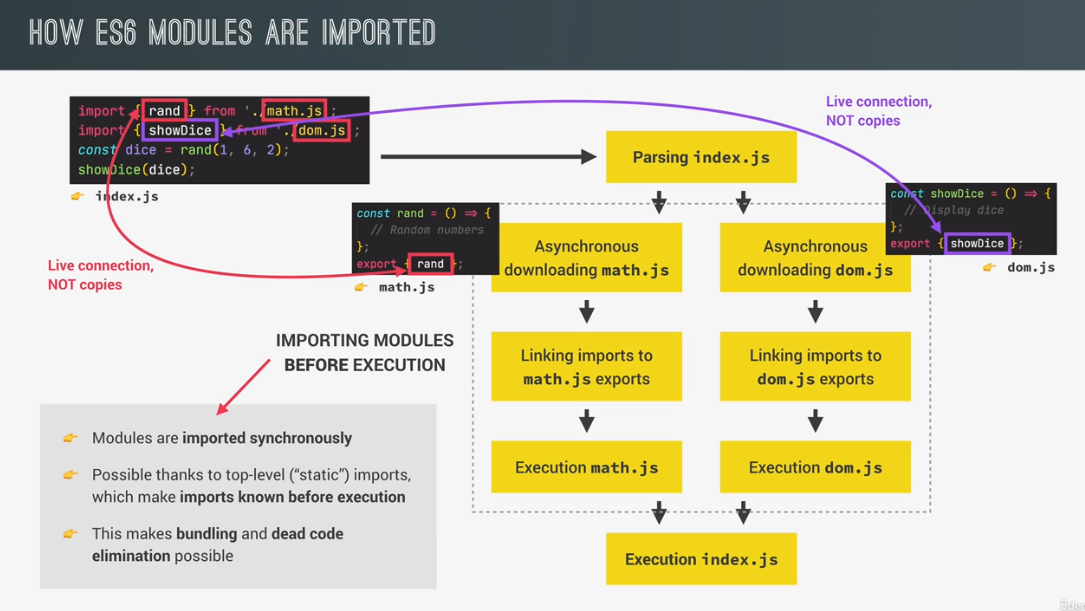 HOW ES6 MODULES ARE IMPORTED
import { rand } from './math.js';
import { showDice } from './dom.js';
const dice = rand(1, 6, 2);
showDice(dice);
👉 index.js
Live connection,
NOT copies
const rand = () => {
// Random numbers
};
export { rand };
👉 math.js
Live connection,
NOT copies
const showDice = () => {
// Display dice
};
export { showDice };
👉 dom.js
Parsing index.js
Asynchronous
downloading math.js
Asynchronous
downloading dom.js
Linking imports to
math.js exports
Linking imports to
dom.js exports
Execution math.js
Execution dom.js
Execution index.js
IMPORTING MODULES
BEFORE EXECUTION
👉 Modules are imported synchronously
👉 Possible thanks to top-level (“static”) imports,
which make imports known before execution
👉 This makes bundling and dead code
elimination possible